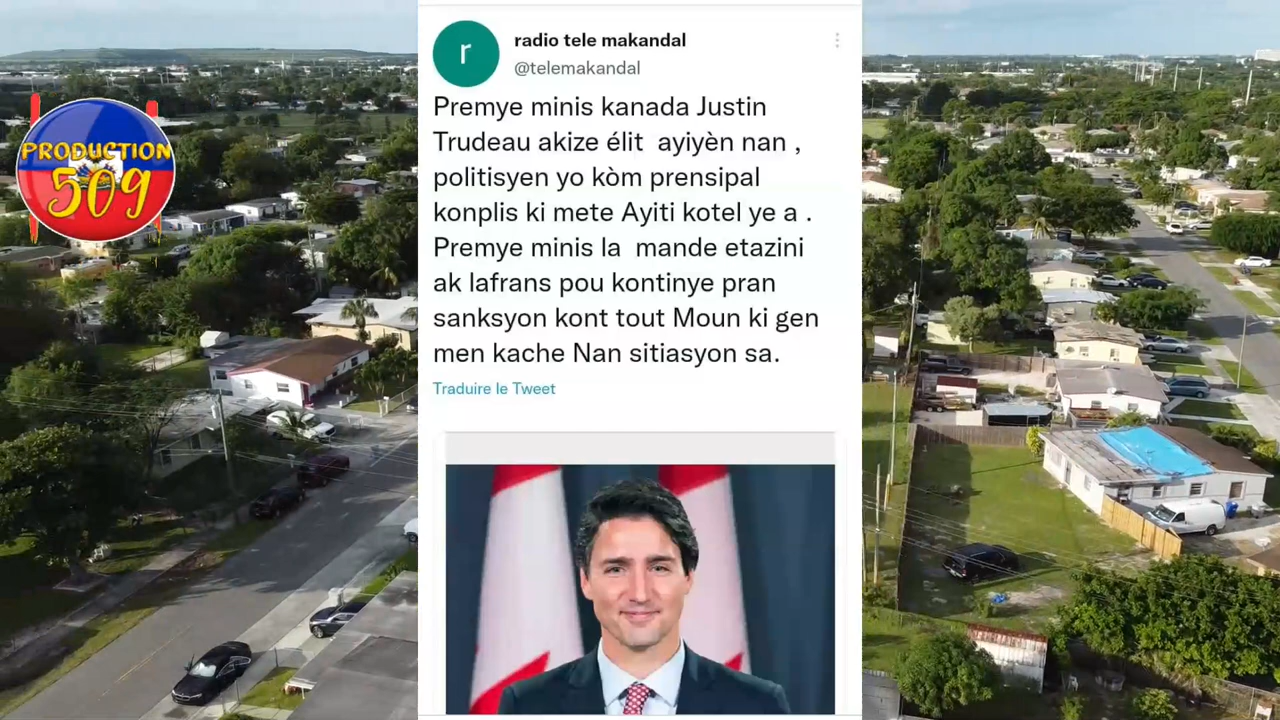 PRODUCTION
509
r
radio tele makandal
@telemakandal
Premye minis kanada Justin
Trudeau akize élit ayiyèn nan ,
politisyen yo kòm prensipal
konplis ki mete Ayiti kotel ye a .
Premye minis la mande etazini
ak lafrans pou kontinye pran
sanksyon kont tout Moun ki gen
men kache Nan sitiasyon sa.
Traduire le Tweet